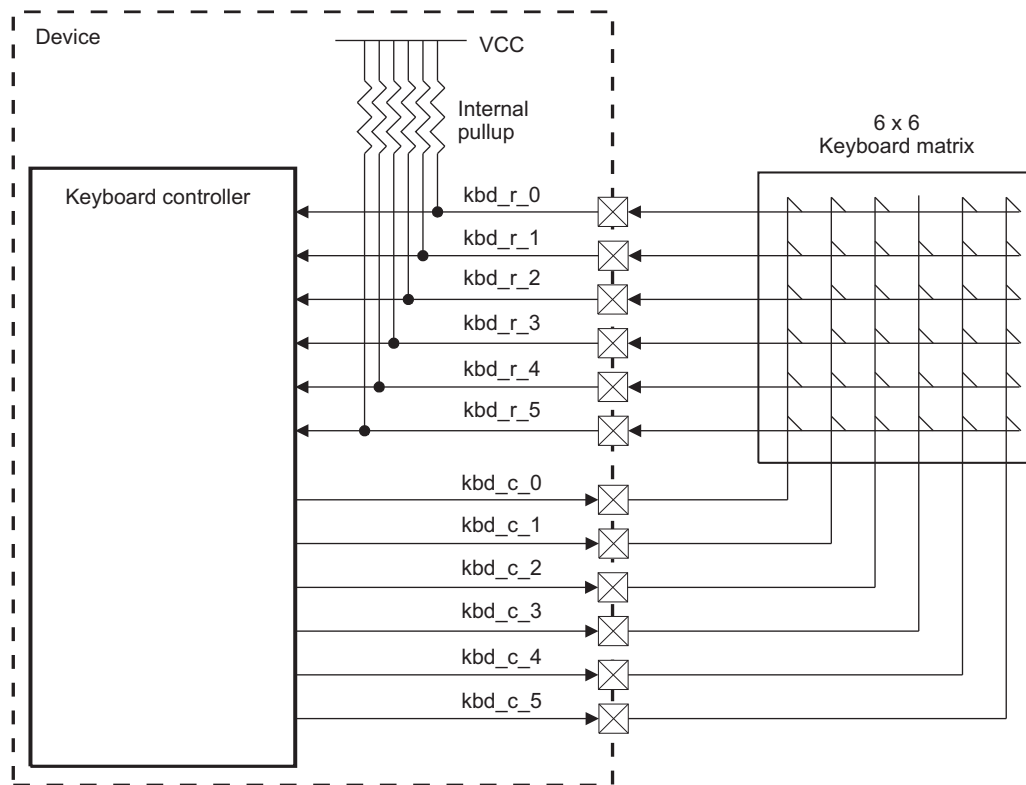 Device
VCC
Internal
pullup
6 x 6
Keyboard matrix
Keyboard controller
kbd_r_0
kbd_r_1
kbd_r_2
kbd_r_3
kbd_r_4
kbd_r_5
kbd_c_0
kbd_c_1
kbd_c_2
kbd_c_3
kbd_c_4
kbd_c_5